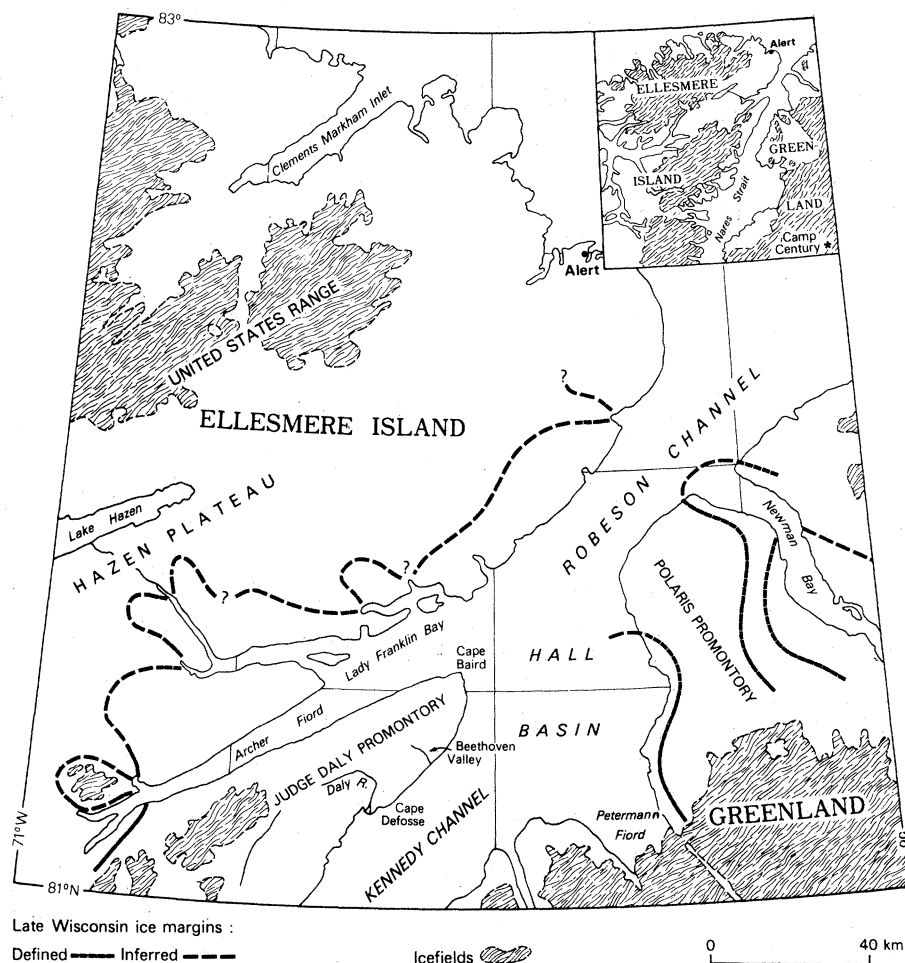 83°
Alert
ELLESMERE
GREEN
ISLAND
LAND
Nares Strait
Camp
Century *
Clements Markham Inlet
Alert
UNITED STATES RANGE
ELLESMERE ISLAND
?
ROBESON CHANNEL
Lake Hazen
HAZEN PLATEAU
?
?
Newman
Bay
POLARIS PROMONTORY
Lady Franklin Bay
Cape
Baird
HALL
BASIN
Archer Fiord
JUDGE DALY PROMONTORY
Beethoven
Valley
Daly R.
Cape
Defosse
KENNEDY CHANNEL
Petermann
Fiord
GREENLAND
71°W
81°N
Late Wisconsin ice margins :
Defined Inferred
Icefields
0 40 km